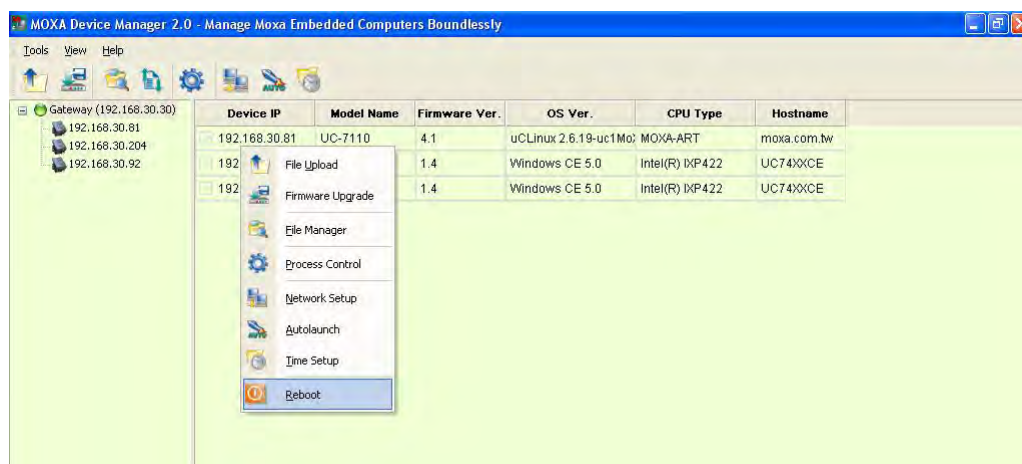 MOXA Device Manager 2.0 - Manage Moxa Embedded Computers Boundlessly
Tools View Help
AUTO
Gateway (192.168.30.30)
192.168.30.81
192.168.30.204
192.168.30.92
Device IP Model Name Firmware Ver. OS Ver. CPU Type Hostname
192.168.30.81 UC-7110 4.1 uCLinux 2.6.19-uc1Mo MOXA-ART moxa.com.tw
192 1.4 Windows CE 5.0 Intel(R) IXP422 UC74XXCE
192 1.4 Windows CE 5.0 Intel(R) IXP422 UC74XXCE
File Upload
Firmware Upgrade
File Manager
Process Control
Network Setup
AUTO Autolaunch
Time Setup
Reboot